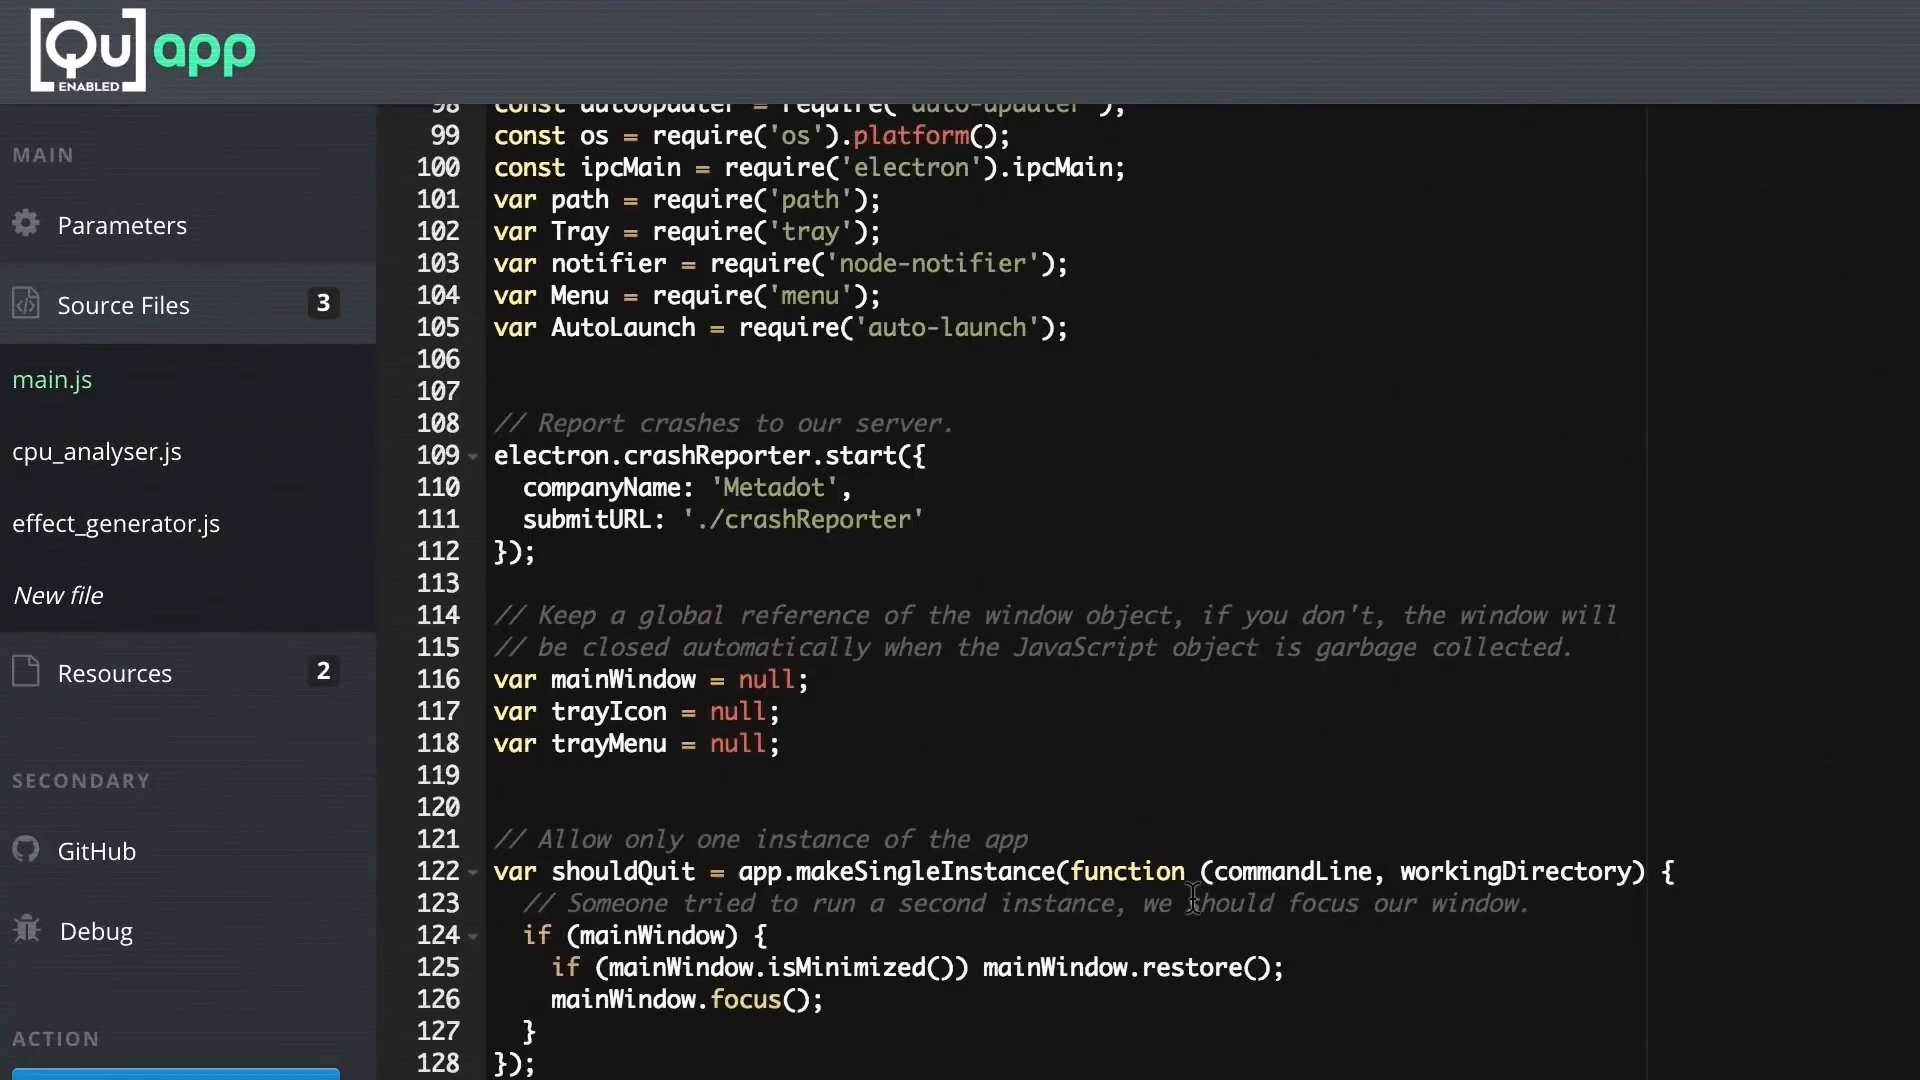 [Qu] app
ENABLED
MAIN
Parameters
Source Files 3
main.js
cpu_analyser.js
effect_generator.js
New file
Resources 2
SECONDARY
GitHub
Debug
ACTION
98 const autoUpdater = require('auto-updater');
99 const os = require('os').platform();
100 const ipcMain = require('electron').ipcMain;
101 var path = require('path');
102 var Tray = require('tray');
103 var notifier = require('node-notifier');
104 var Menu = require('menu');
105 var AutoLaunch = require('auto-launch');
106
107
108 // Report crashes to our server.
109 electron.crashReporter.start({
110 companyName: 'Metadot',
111 submitURL: './crashReporter'
112 });
113
114 // Keep a global reference of the window object, if you don't, the window will
115 // be closed automatically when the JavaScript object is garbage collected.
116 var mainWindow = null;
117 var trayIcon = null;
118 var trayMenu = null;
119
120
121 // Allow only one instance of the app
122 var shouldQuit = app.makeSingleInstance(function (commandLine, workingDirectory) {
123 // Someone tried to run a second instance, we should focus our window.
124 if (mainWindow) {
125 if (mainWindow.isMinimized()) mainWindow.restore();
126 mainWindow.focus();
127 }
128 });